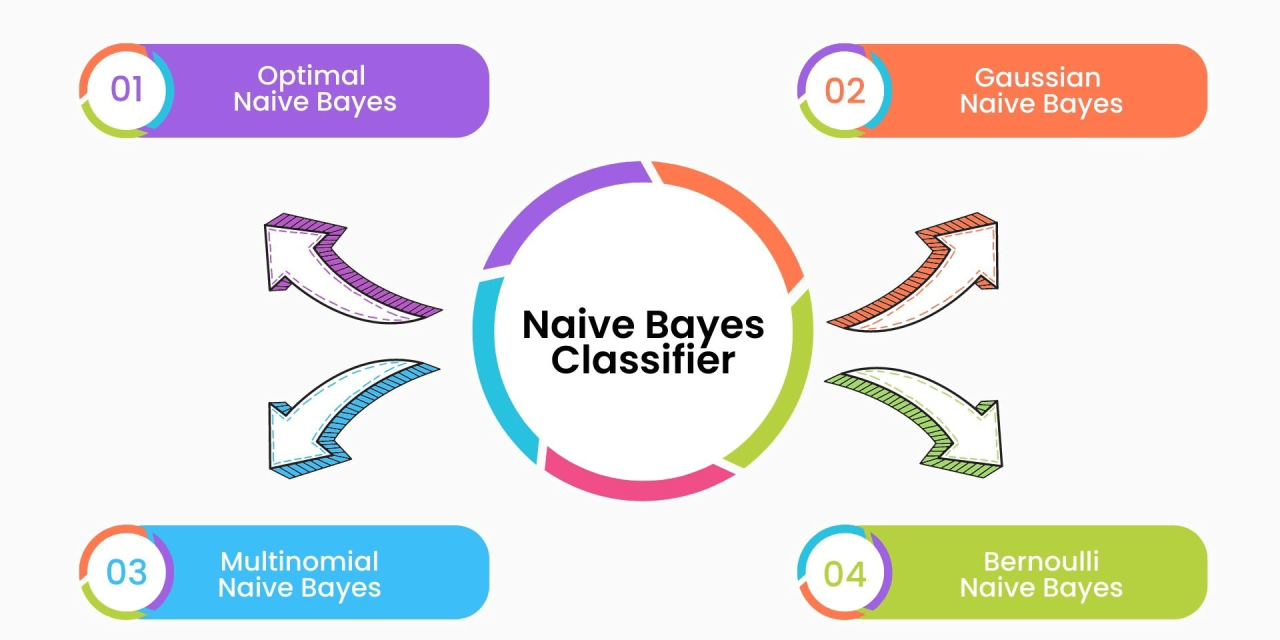 01
Optimal
Naive Bayes
02
Gaussian
Naive Bayes
Naive Bayes
Classifier
03
Multinomial
Naive Bayes
04
Bernoulli
Naive Bayes